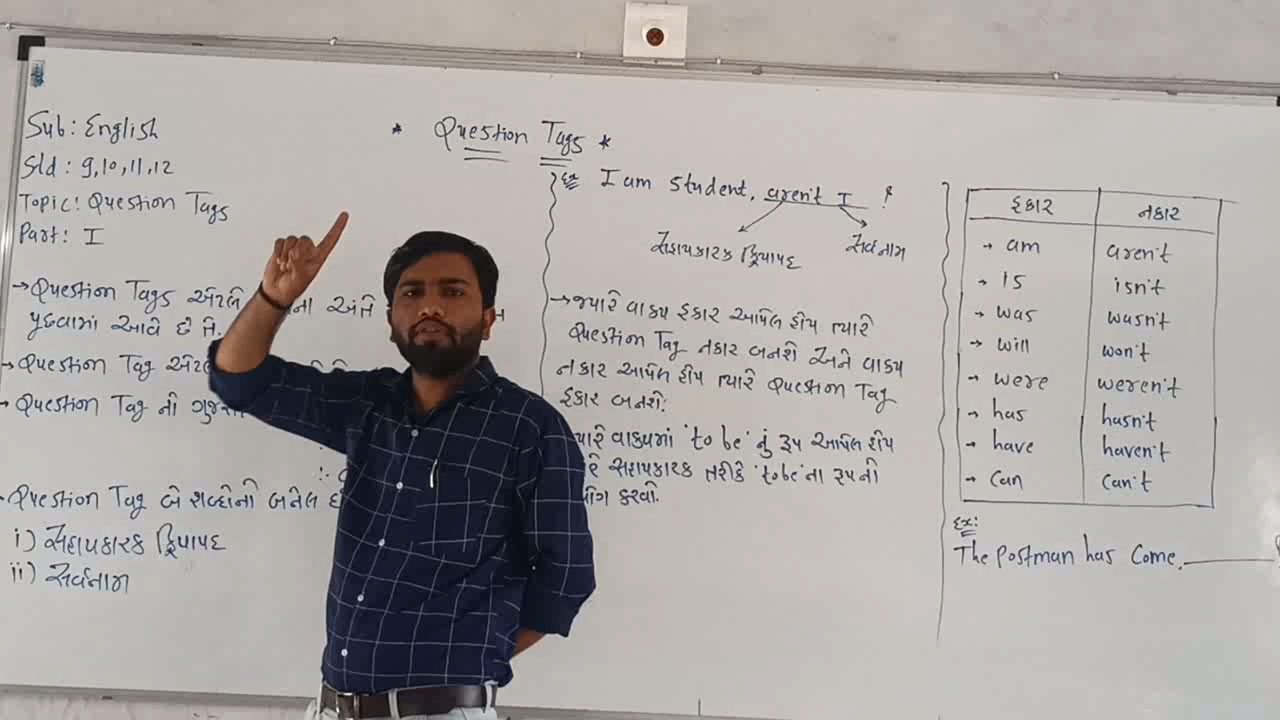 Sub: English
Std: 9,10,11,12
Topic: Question Tags
Part: I
* Question Tags *
→ Question Tags એટલે અંતે
પુછવામાં આવે છે તે.
→ Question Tag
→ Question Tag ની
Question Tag બે શબ્દોની બનેલ
i) સહાયકારક ક્રિયાપદ
ii) સર્વનામ
Ex I am student, aren't I ?
સહાયકારક ક્રિયાપદ સર્વનામ
→ જ્યારે વાક્ય હકાર આપેલ હોય ત્યારે
Question Tag નકાર બનશે અને વાક્ય
નકાર આપેલ હોય ત્યારે Question Tag
હકાર બનશે.
વાક્યમાં 'to be' નું રૂપ આપેલ હોય
સહાયકારક તરીકે 'to be' ના રૂપનો
કરવો.
હકાર નકાર
→ am aren't
→ is isn't
→ was wasn't
→ will won't
→ were weren't
→ has hasn't
→ have haven't
→ can can't
Ex:
The Postman has Come, ———— ?